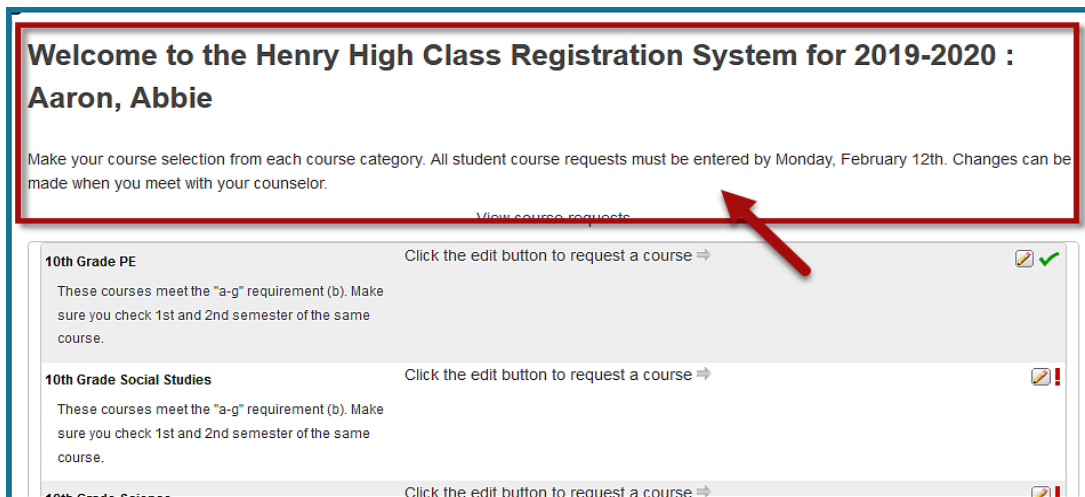 Welcome to the Henry High Class Registration System for 2019-2020 :
Aaron, Abbie
Make your course selection from each course category. All student course requests must be entered by Monday, February 12th. Changes can be
made when you meet with your counselor.
View course requests
10th Grade PE
Click the edit button to request a course
These courses meet the "a-g" requirement (b). Make
sure you check 1st and 2nd semester of the same
course.
10th Grade Social Studies
Click the edit button to request a course
These courses meet the "a-g" requirement (b). Make
sure you check 1st and 2nd semester of the same
course.
10th Grade Science
Click the edit button to request a course